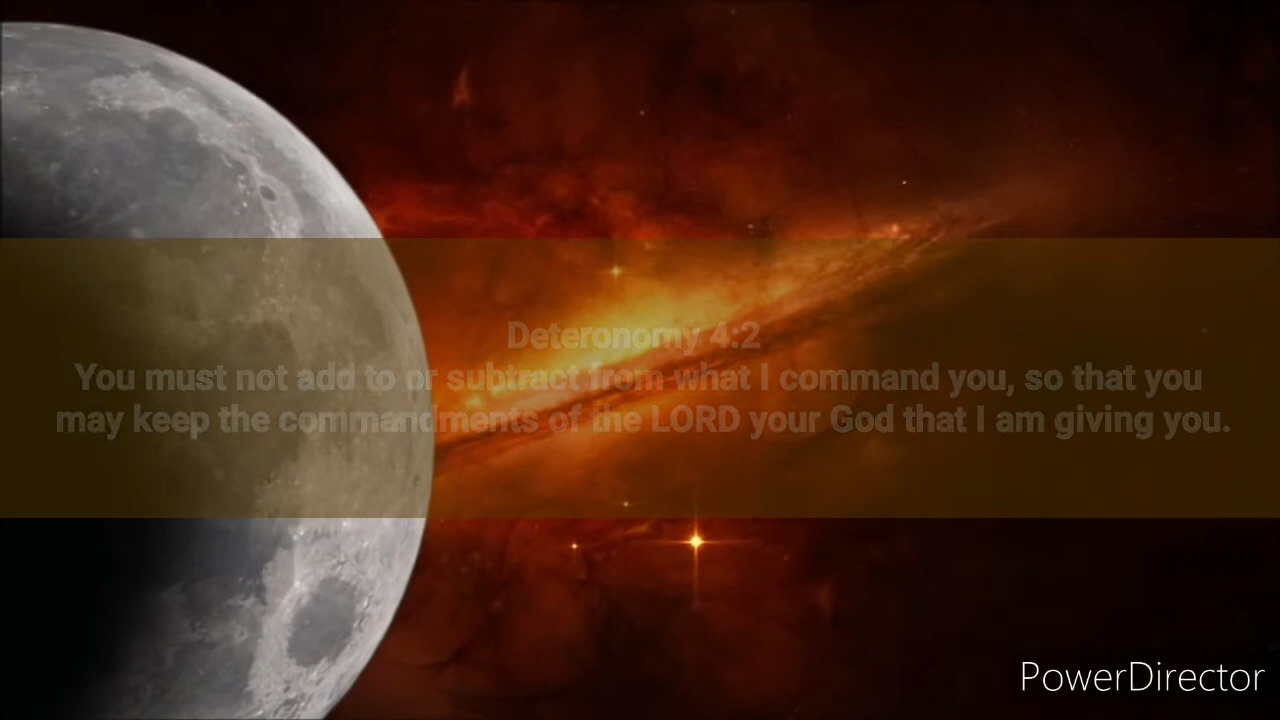 Deteronomy 4:2
You must not add to or subtract from what I command you, so that you
may keep the commandments of the LORD your God that I am giving you.
PowerDirector